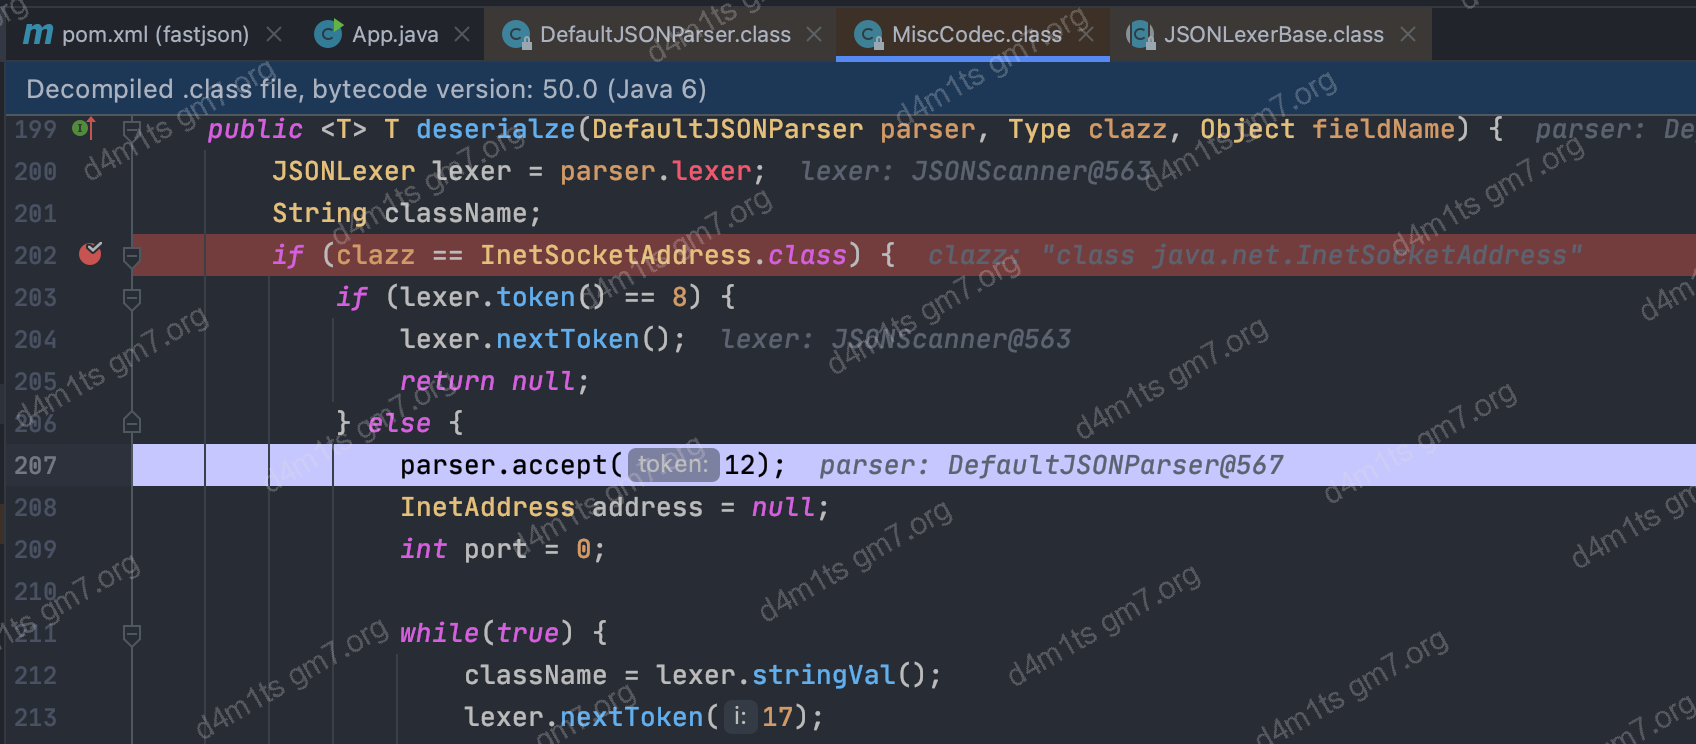 pom.xml (fastjson) App.java DefaultJSONParser.class MiscCodec.class JSONLexerBase.class
Decompiled .class file, bytecode version: 50.0 (Java 6)
199 public <T> T deserialze(DefaultJSONParser parser, Type clazz, Object fieldName) { parser: De
200 JSONLexer lexer = parser.lexer; lexer: JSONScanner@563
201 String className;
202 if (clazz == InetSocketAddress.class) { clazz: "class java.net.InetSocketAddress"
203 if (lexer.token() == 8) {
204 lexer.nextToken(); lexer: JSONScanner@563
205 return null;
206 } else {
207 parser.accept( token: 12); parser: DefaultJSONParser@567
208 InetAddress address = null;
209 int port = 0;
210
211 while(true) {
212 className = lexer.stringVal();
213 lexer.nextToken( i: 17);
d4m1ts gm7.org